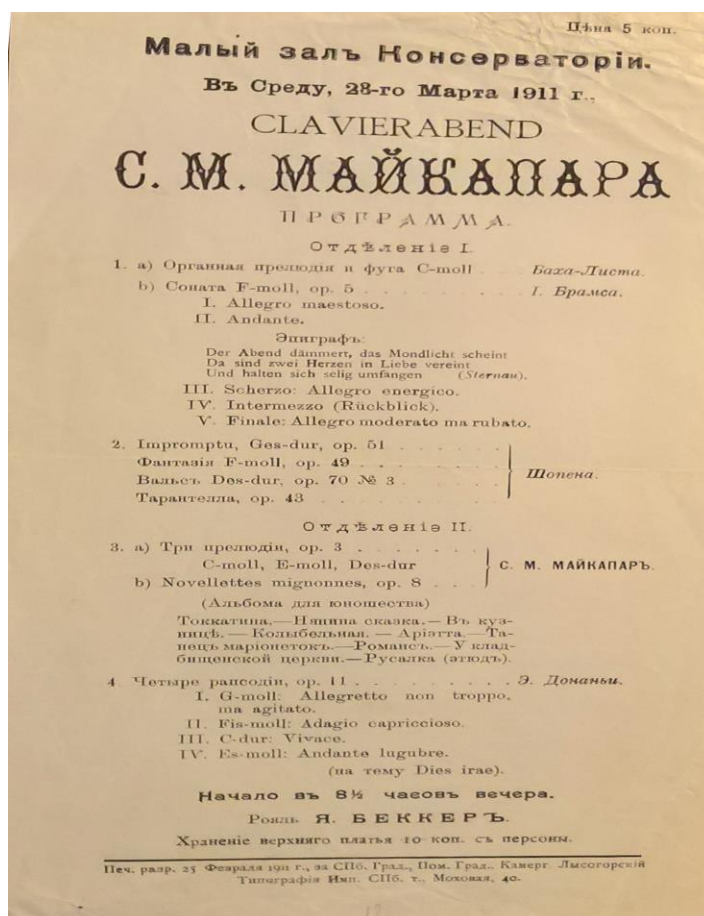 Цѣна 5 коп.
Малый залъ Консерваторіи.
Въ Среду, 28-го Марта 1911 г.,
CLAVIERABEND
С. М. МАЙКАПАРА
ПРОГРАММА.
Отдѣленіе I.
1. a) Органная прелюдія и фуга C-moll . . Баха-Листа.
b) Соната F-moll, op. 5 . . . . . . . . . І. Брамса.
I. Allegro maestoso.
II. Andante.
Эпиграфъ:
Der Abend dämmert, das Mondlicht scheint
Da sind zwei Herzen in Liebe vereint
Und halten sich selig umfangen (Sternau).
III. Scherzo: Allegro energico.
IV. Intermezzo (Rückblick).
V. Finale: Allegro moderato ma rubato.
2. Impromptu, Ges-dur, op. 51 . . . . . .
Фантазія F-moll, op. 49 . . . . . . .
Вальсъ Des-dur, op. 70 № 3 . . . . . Шопена.
Тарантелла, op. 43 . . . . . . . .
Отдѣленіе II.
3. a) Три прелюдіи, op. 3 . . . . . . .
C-moll, E-moll, Des-dur С. М. МАЙКАПАРЪ.
b) Novellettes mignonnes, op. 8 . . .
(Альбома для юношества)
Токкатина.—Нянина сказка.—Въ куз-
ницѣ.—Колыбельная.—Аріэтта.—Та-
нецъ маріонетокъ.—Романсъ.—У клад-
бищенской церкви.—Русалка (этюдъ).
4. Четыре рапсодіи, op. 11 . . . . . . . . . Э. Донаньи.
I. G-moll: Allegretto non troppo,
ma agitato.
II. Fis-moll: Adagio capriccioso.
III. C-dur: Vivace.
IV. Es-moll: Andante lugubre.
(на тему Dies irae).
Начало въ 8½ часовъ вечера.
Рояль Я. БЕККЕРЪ.
Храненіе верхняго платья 10 коп. съ персоны.
Печ. разр. 25 Февраля 1911 г., за СПб. Град., Пом. Град., Камерг. Лысогорскій
Типографія Имп. СПб. т., Моховая, 40.